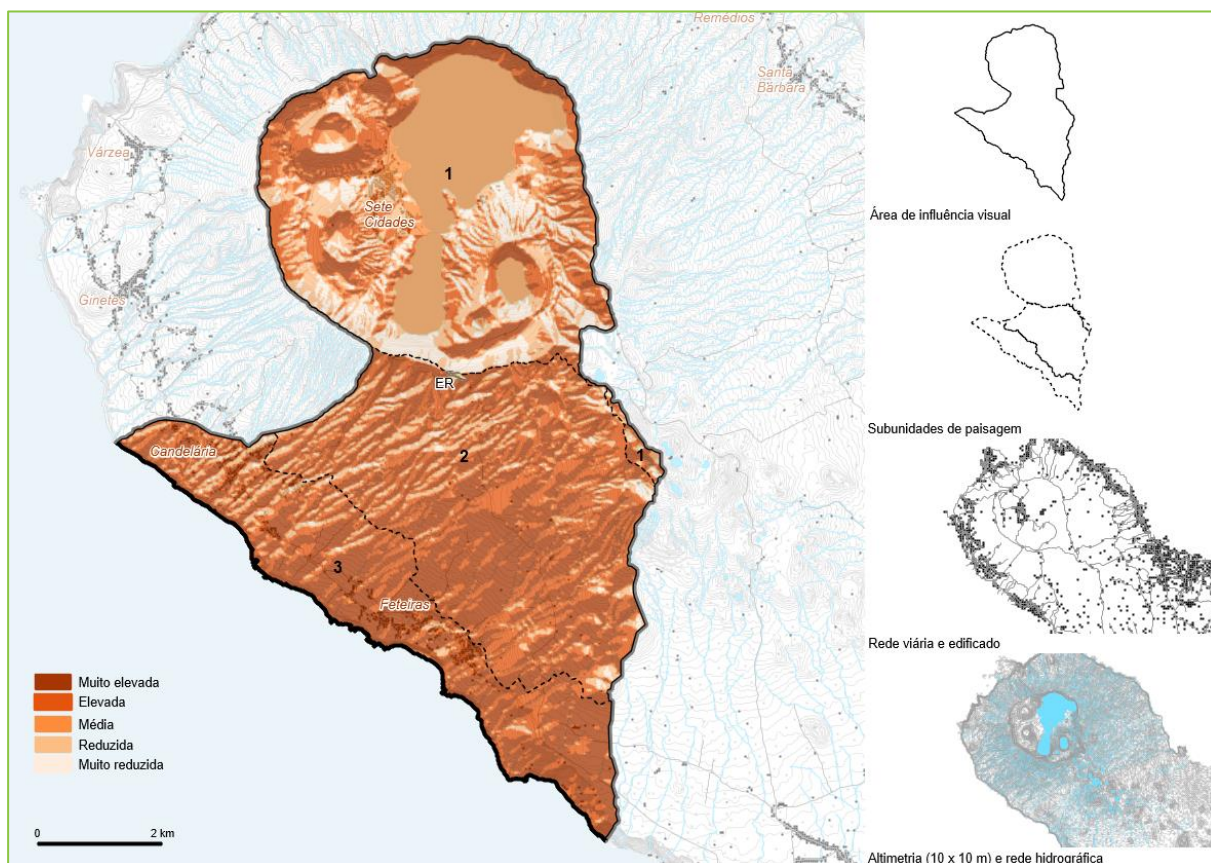 Remédios
Santa
Bárbara
Várzea
1
Sete
Cidades
Ginetes
ER
Candelária
2
1
3
Feteiras
Muito elevada
Elevada
Média
Reduzida
Muito reduzida
0 2 km
Área de influência visual
Subunidades de paisagem
Rede viária e edificado
Altimetria (10 x 10 m) e rede hidrográfica